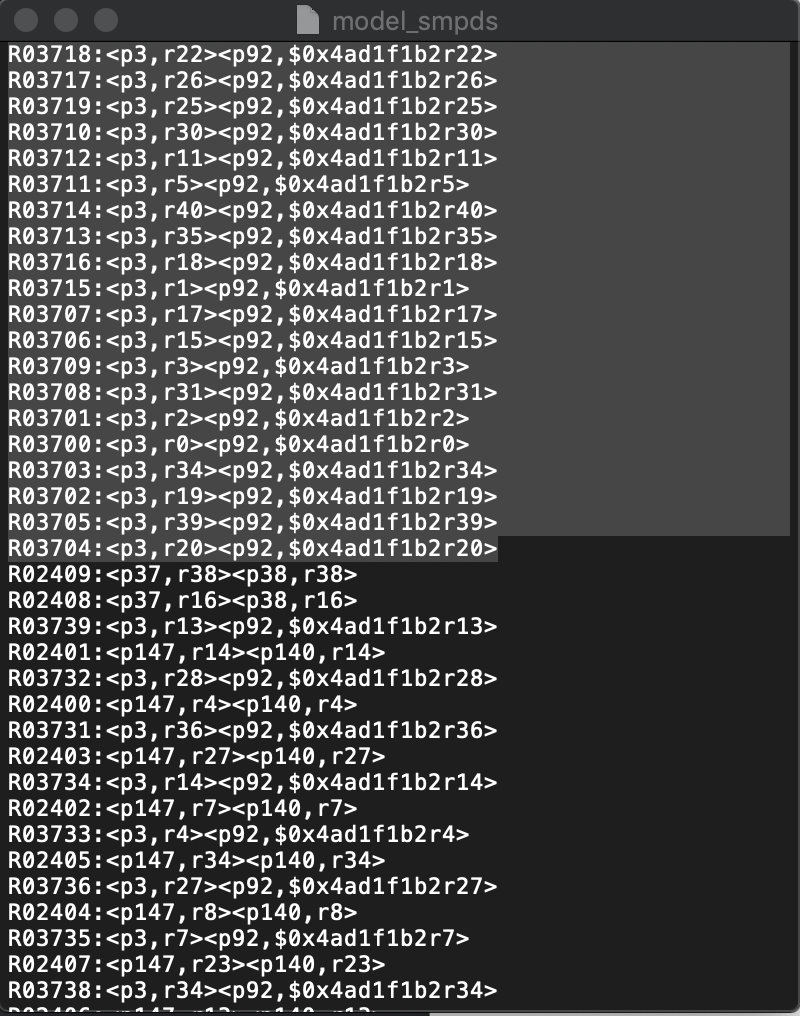 model_smpds
R03718:<p3,r22><p92,$0x4ad1f1b2r22>
R03717:<p3,r26><p92,$0x4ad1f1b2r26>
R03719:<p3,r25><p92,$0x4ad1f1b2r25>
R03710:<p3,r30><p92,$0x4ad1f1b2r30>
R03712:<p3,r11><p92,$0x4ad1f1b2r11>
R03711:<p3,r5><p92,$0x4ad1f1b2r5>
R03714:<p3,r40><p92,$0x4ad1f1b2r40>
R03713:<p3,r35><p92,$0x4ad1f1b2r35>
R03716:<p3,r18><p92,$0x4ad1f1b2r18>
R03715:<p3,r1><p92,$0x4ad1f1b2r1>
R03707:<p3,r17><p92,$0x4ad1f1b2r17>
R03706:<p3,r15><p92,$0x4ad1f1b2r15>
R03709:<p3,r3><p92,$0x4ad1f1b2r3>
R03708:<p3,r31><p92,$0x4ad1f1b2r31>
R03701:<p3,r2><p92,$0x4ad1f1b2r2>
R03700:<p3,r0><p92,$0x4ad1f1b2r0>
R03703:<p3,r34><p92,$0x4ad1f1b2r34>
R03702:<p3,r19><p92,$0x4ad1f1b2r19>
R03705:<p3,r39><p92,$0x4ad1f1b2r39>
R03704:<p3,r20><p92,$0x4ad1f1b2r20>
R02409:<p37,r38><p38,r38>
R02408:<p37,r16><p38,r16>
R03739:<p3,r13><p92,$0x4ad1f1b2r13>
R02401:<p147,r14><p140,r14>
R03732:<p3,r28><p92,$0x4ad1f1b2r28>
R02400:<p147,r4><p140,r4>
R03731:<p3,r36><p92,$0x4ad1f1b2r36>
R02403:<p147,r27><p140,r27>
R03734:<p3,r14><p92,$0x4ad1f1b2r14>
R02402:<p147,r7><p140,r7>
R03733:<p3,r4><p92,$0x4ad1f1b2r4>
R02405:<p147,r34><p140,r34>
R03736:<p3,r27><p92,$0x4ad1f1b2r27>
R02404:<p147,r8><p140,r8>
R03735:<p3,r7><p92,$0x4ad1f1b2r7>
R02407:<p147,r23><p140,r23>
R03738:<p3,r34><p92,$0x4ad1f1b2r34>